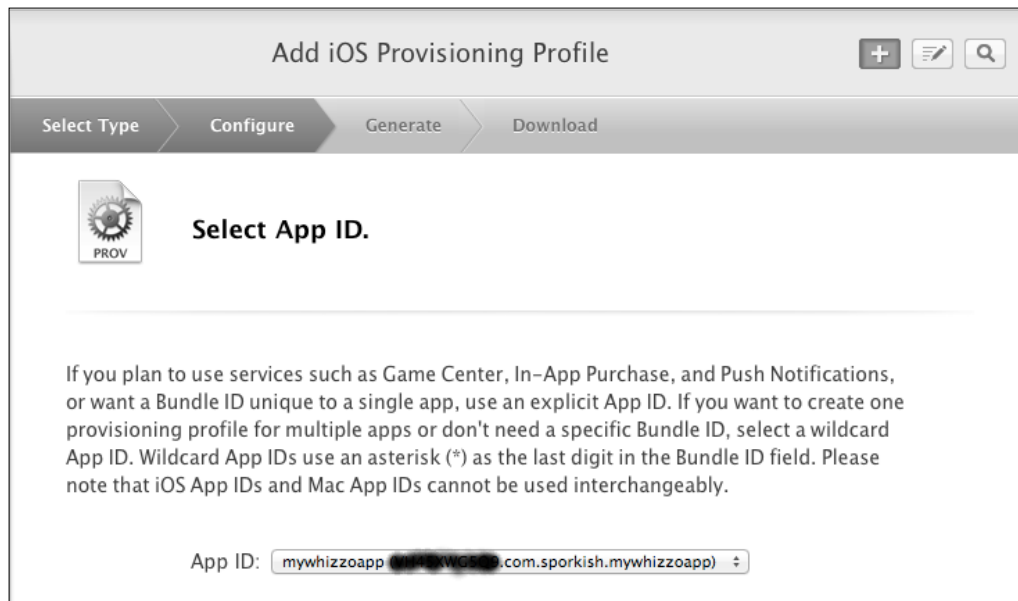 Add iOS Provisioning Profile
Select Type
Configure
Generate
Download
PROV
Select App ID.
If you plan to use services such as Game Center, In-App Purchase, and Push Notifications,
or want a Bundle ID unique to a single app, use an explicit App ID. If you want to create one
provisioning profile for multiple apps or don't need a specific Bundle ID, select a wildcard
App ID. Wildcard App IDs use an asterisk (*) as the last digit in the Bundle ID field. Please
note that iOS App IDs and Mac App IDs cannot be used interchangeably.
App ID: mywhizzoapp ( .com.sporkish.mywhizzoapp)